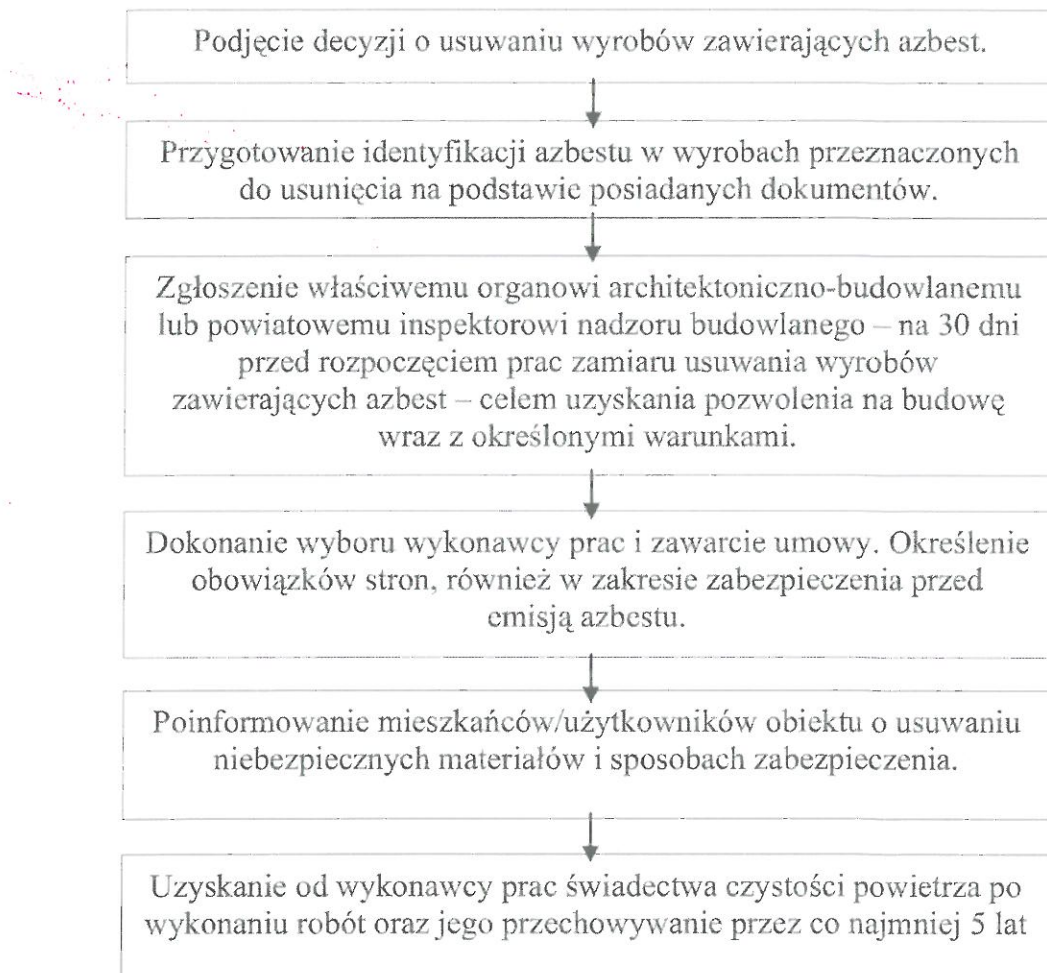 Podjęcie decyzji o usuwaniu wyrobów zawierających azbest.
Przygotowanie identyfikacji azbestu w wyrobach przeznaczonych
do usunięcia na podstawie posiadanych dokumentów.
Zgłoszenie właściwemu organowi architektoniczno-budowlanemu
lub powiatowemu inspektorowi nadzoru budowlanego – na 30 dni
przed rozpoczęciem prac zamiaru usuwania wyrobów
zawierających azbest – celem uzyskania pozwolenia na budowę
wraz z określonymi warunkami.
Dokonanie wyboru wykonawcy prac i zawarcie umowy. Określenie
obowiązków stron, również w zakresie zabezpieczenia przed
emisją azbestu.
Poinformowanie mieszkańców/użytkowników obiektu o usuwaniu
niebezpiecznych materiałów i sposobach zabezpieczenia.
Uzyskanie od wykonawcy prac świadectwa czystości powietrza po
wykonaniu robót oraz jego przechowywanie przez co najmniej 5 lat